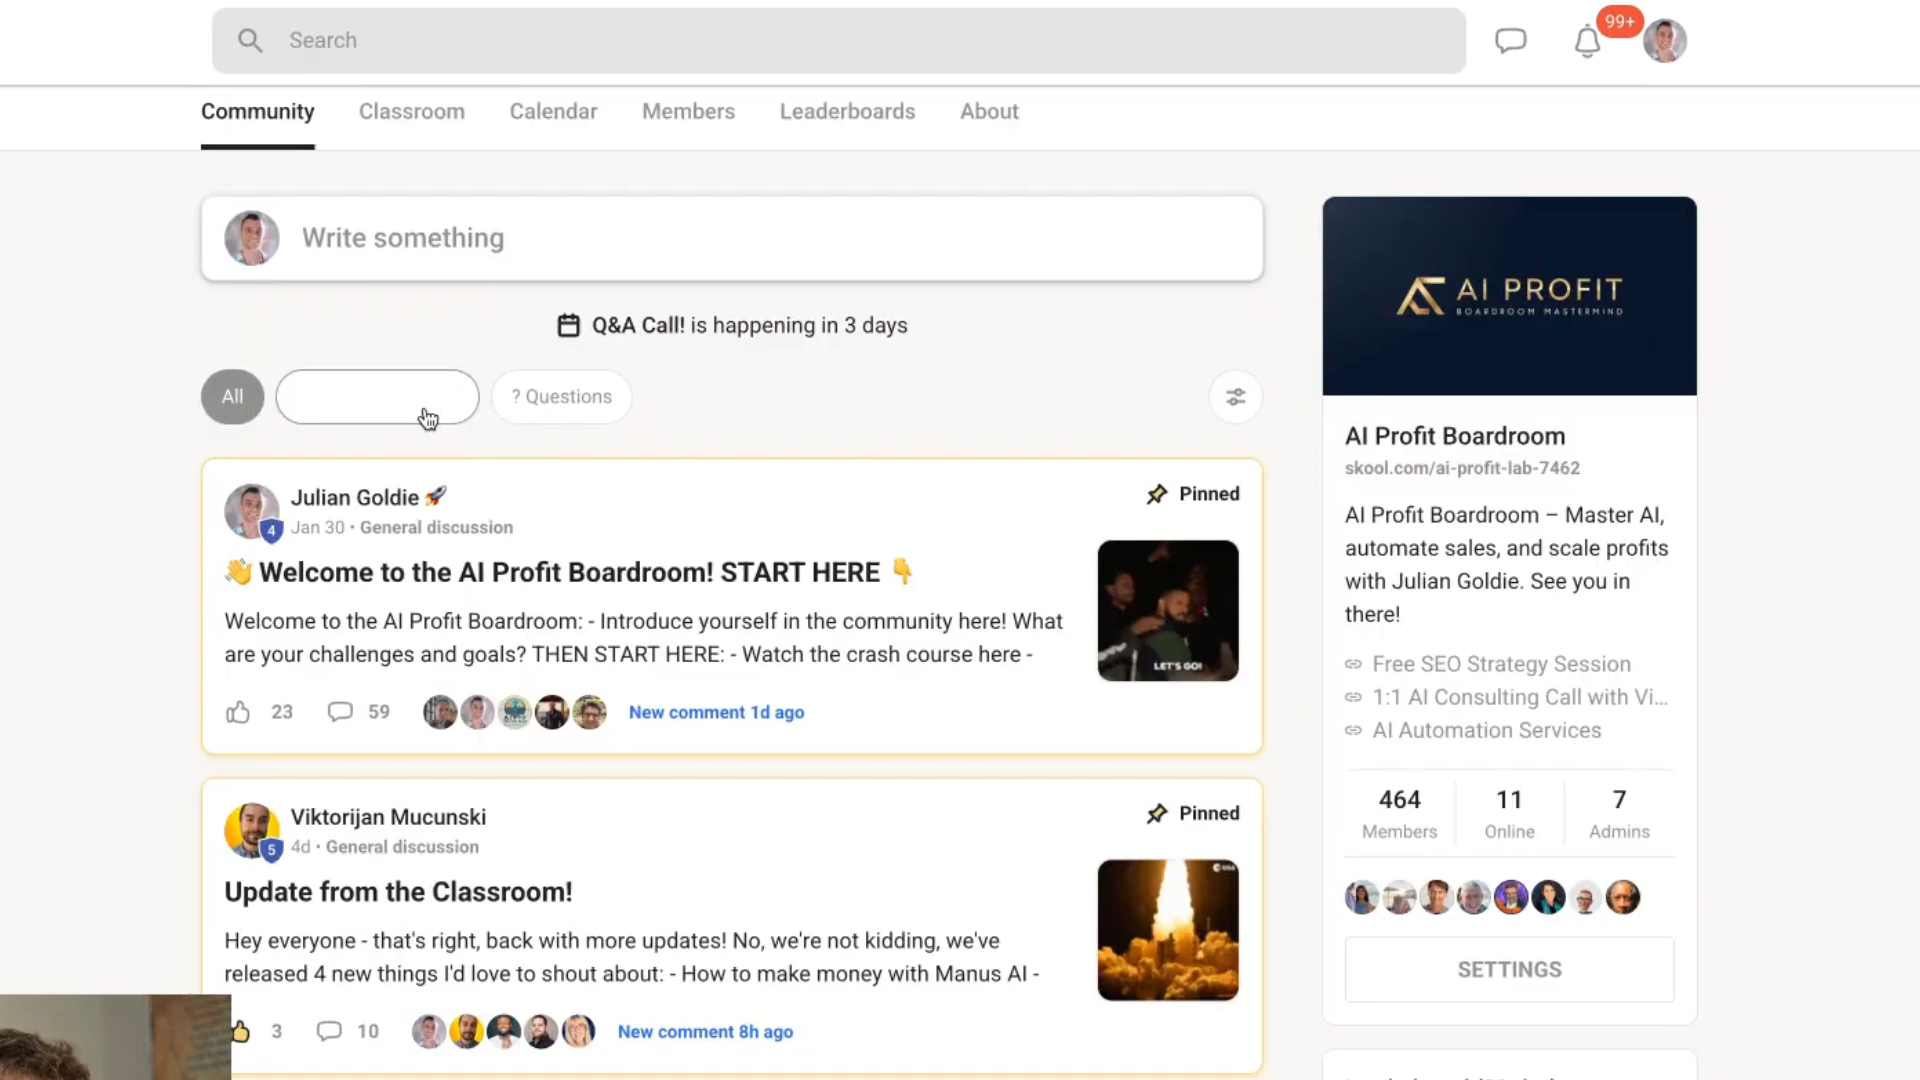 Search
99+
Community
Classroom
Calendar
Members
Leaderboards
About
Write something
Q&A Call! is happening in 3 days
All
? Questions
Julian Goldie 🚀
4
Jan 30 • General discussion
Pinned
👋 Welcome to the AI Profit Boardroom! START HERE 👇
Welcome to the AI Profit Boardroom: - Introduce yourself in the community here! What
are your challenges and goals? THEN START HERE: - Watch the crash course here -
LET'S GO!
23
59
New comment 1d ago
Viktorijan Mucunski
5
4d • General discussion
Pinned
Update from the Classroom!
Hey everyone - that's right, back with more updates! No, we're not kidding, we've
released 4 new things I'd love to shout about: - How to make money with Manus AI -
esa
3
10
New comment 8h ago
AI PROFIT
BOARDROOM MASTERMIND
AI Profit Boardroom
skool.com/ai-profit-lab-7462
AI Profit Boardroom – Master AI,
automate sales, and scale profits
with Julian Goldie. See you in
there!
Free SEO Strategy Session
1:1 AI Consulting Call with Vi...
AI Automation Services
464
Members
11
Online
7
Admins
SETTINGS